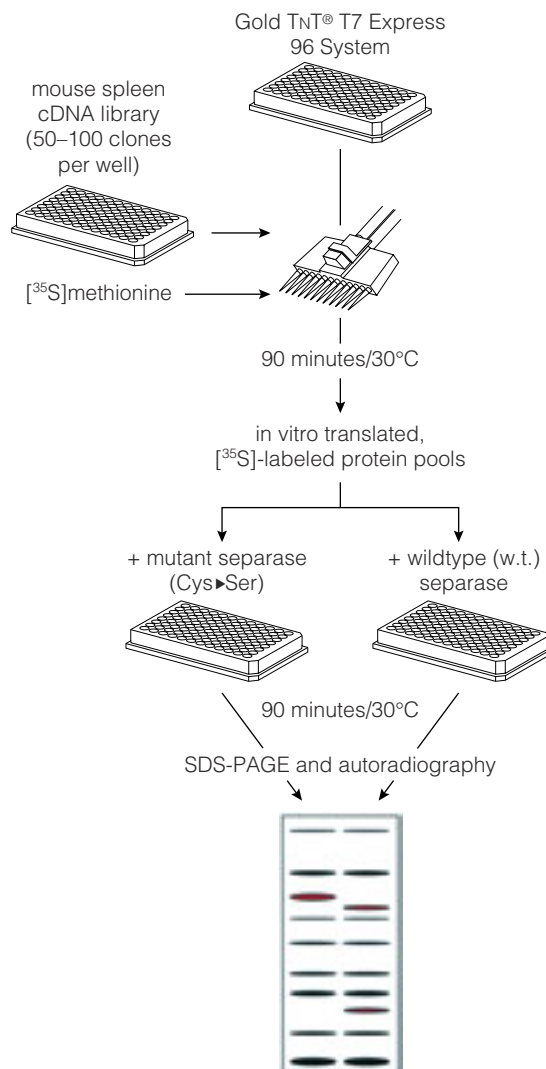 Gold TNT® T7 Express
96 System
mouse spleen
cDNA library
(50–100 clones
per well)
[³⁵S]methionine
90 minutes/30°C
in vitro translated,
[³⁵S]-labeled protein pools
+ mutant separase
(Cys▸Ser)
+ wildtype (w.t.)
separase
90 minutes/30°C
SDS-PAGE and autoradiography